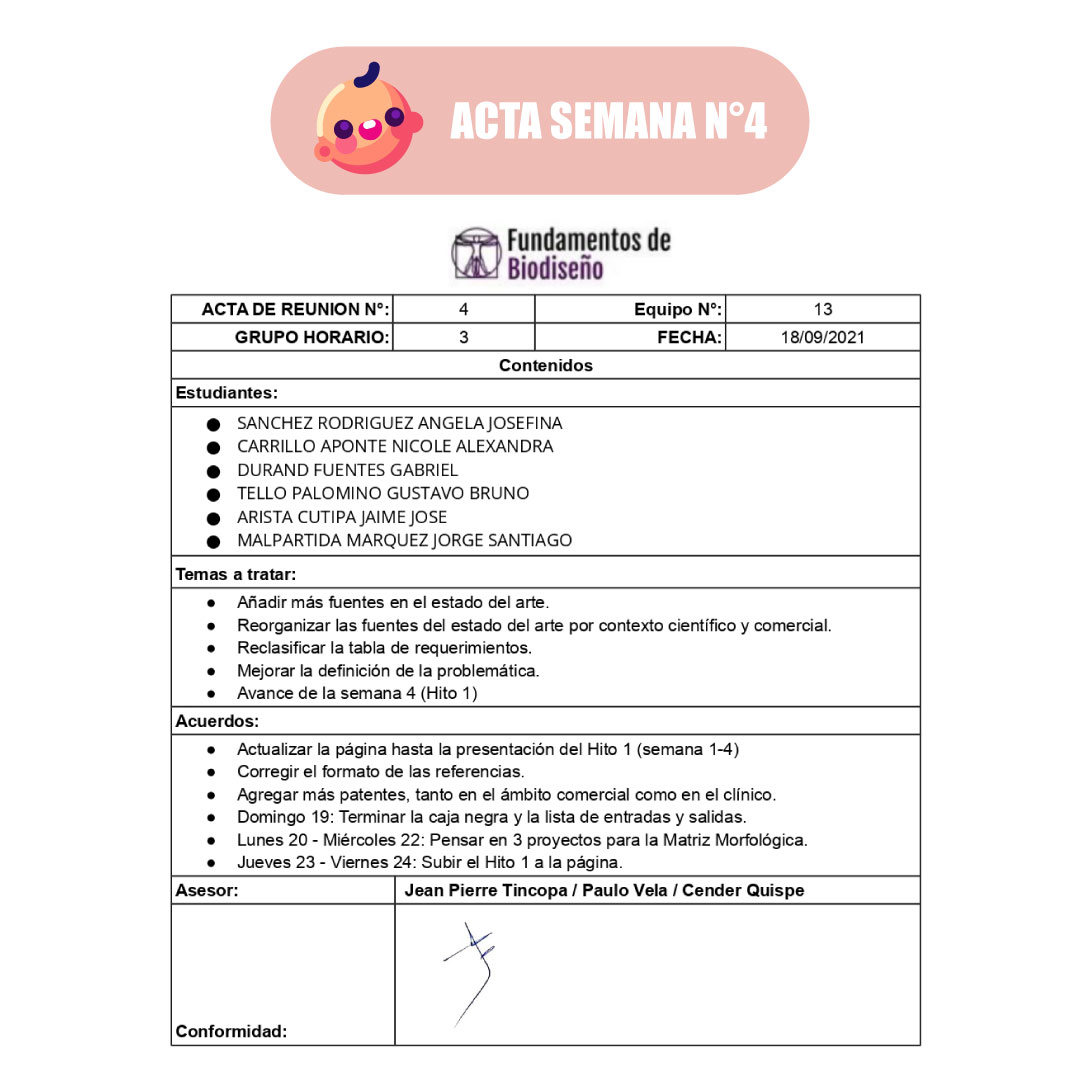 ACTA SEMANA N°4
Fundamentos de
Biodiseño
ACTA DE REUNION N°: 4 Equipo N°: 13
GRUPO HORARIO: 3 FECHA: 18/09/2021
Contenidos
Estudiantes:
● SANCHEZ RODRIGUEZ ANGELA JOSEFINA
● CARRILLO APONTE NICOLE ALEXANDRA
● DURAND FUENTES GABRIEL
● TELLO PALOMINO GUSTAVO BRUNO
● ARISTA CUTIPA JAIME JOSE
● MALPARTIDA MARQUEZ JORGE SANTIAGO
Temas a tratar:
● Añadir más fuentes en el estado del arte.
● Reorganizar las fuentes del estado del arte por contexto científico y comercial.
● Reclasificar la tabla de requerimientos.
● Mejorar la definición de la problemática.
● Avance de la semana 4 (Hito 1)
Acuerdos:
● Actualizar la página hasta la presentación del Hito 1 (semana 1-4)
● Corregir el formato de las referencias.
● Agregar más patentes, tanto en el ámbito comercial como en el clínico.
● Domingo 19: Terminar la caja negra y la lista de entradas y salidas.
● Lunes 20 - Miércoles 22: Pensar en 3 proyectos para la Matriz Morfológica.
● Jueves 23 - Viernes 24: Subir el Hito 1 a la página.
Asesor: Jean Pierre Tincopa / Paulo Vela / Cender Quispe
Conformidad: